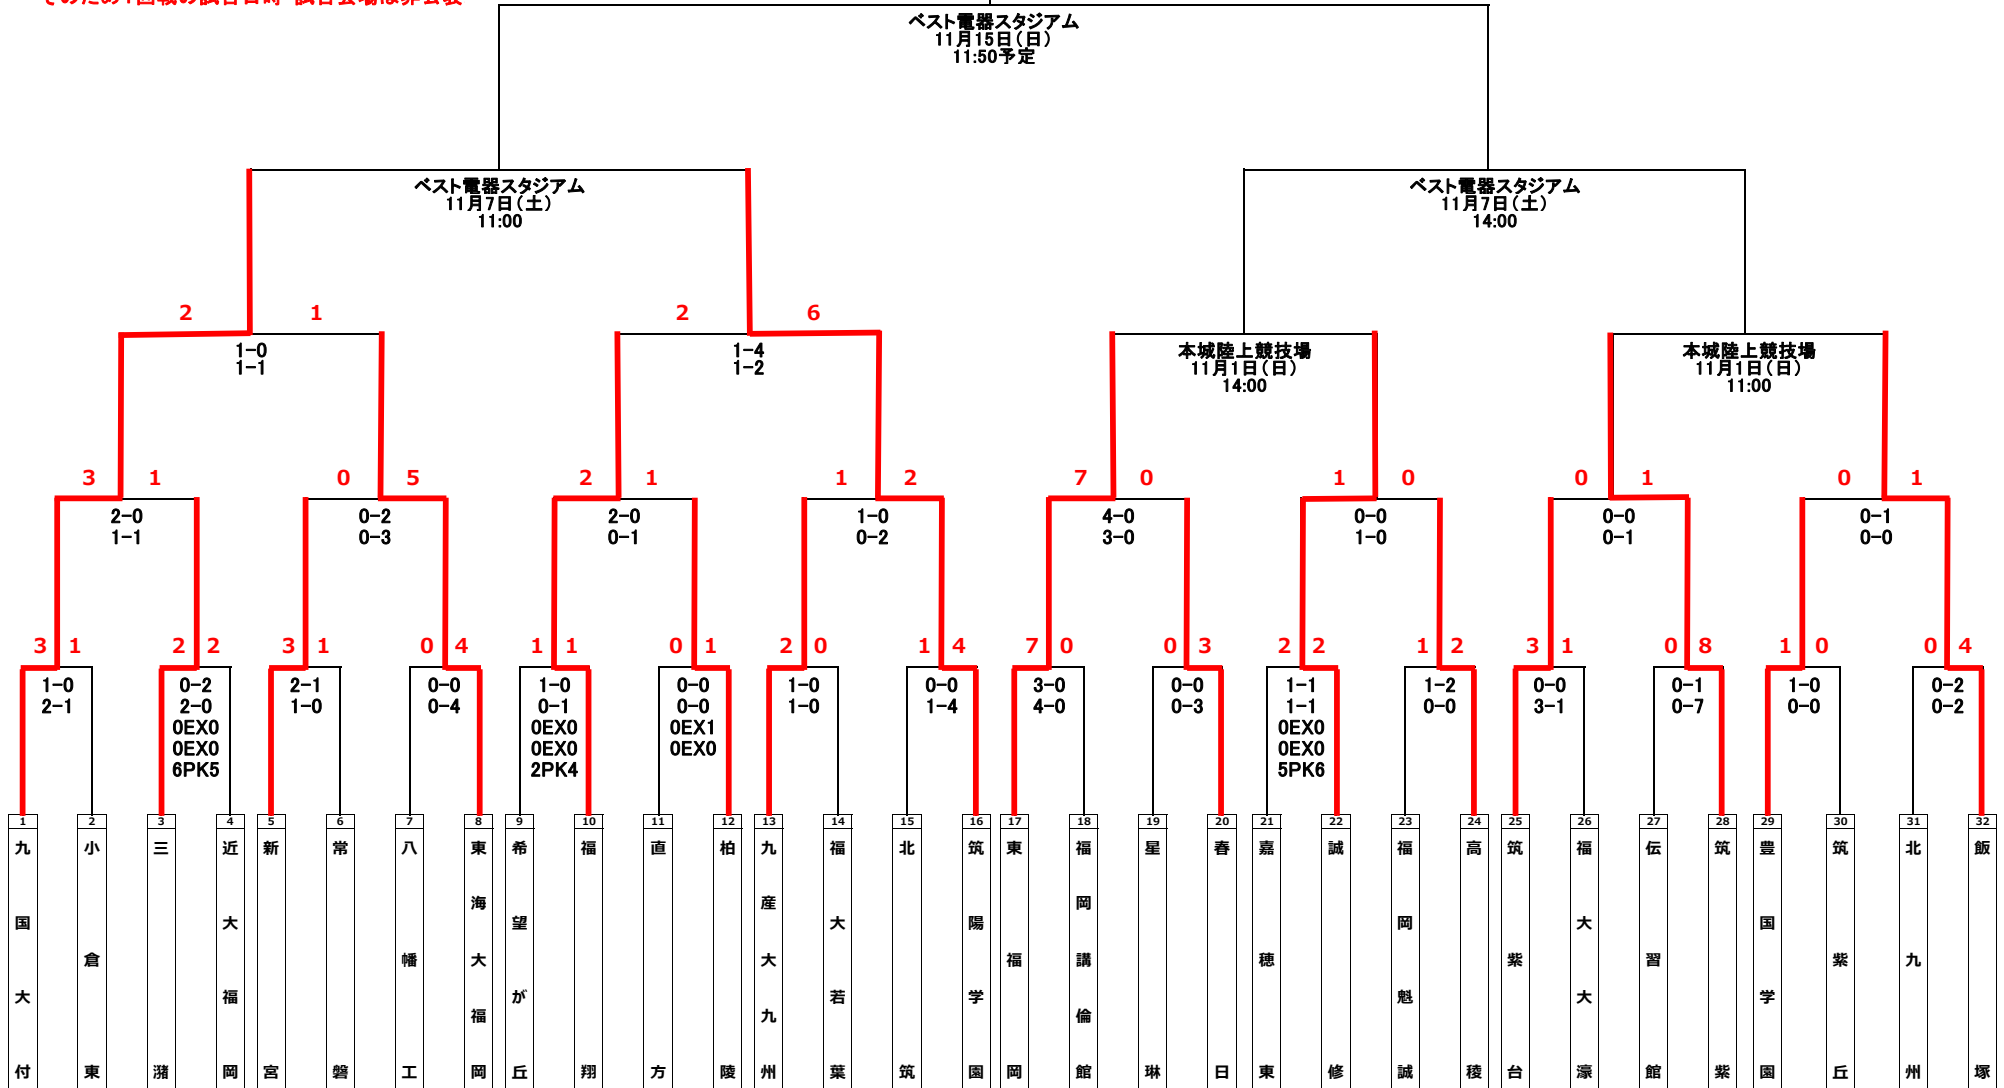 ベスト電器スタジアム
11月15日(日)
11:50予定
ベスト電器スタジアム
11月7日(土)
11:00
ベスト電器スタジアム
11月7日(土)
14:00
2 1 2 6
1-0
1-1
1-4
1-2
本城陸上競技場
11月1日(日)
14:00
本城陸上競技場
11月1日(日)
11:00
3 1 0 5 2 1 1 2 7 0 1 0 0 1 0 1
2-0 0-2 2-0 1-0 4-0 0-0 0-0 0-1
1-1 0-3 0-1 0-2 3-0 1-0 0-1 0-0
3 1 2 2 3 1 0 4 1 1 0 1 2 0 1 4 7 0 0 3 2 2 1 2 3 1 0 8 1 0 0 4
1-0 0-2 2-1 0-0 1-0 0-0 1-0 0-0 3-0 0-0 1-1 1-2 0-0 0-1 1-0 0-2
2-1 2-0 1-0 0-4 0-1 0-0 1-0 1-4 4-0 0-3 1-1 0-0 3-1 0-7 0-0 0-2
0EX0 0EX0 0EX1 0EX0
0EX0 0EX0 0EX0 0EX0
6PK5 2PK4 5PK6
1 九国大付
2 小倉東
3 三潴
4 近大福岡
5 新宮
6 常磐
7 八幡工
8 東海大福岡
9 希望が丘
10 福翔
11 直方
12 柏陵
13 九産大九州
14 福大若葉
15 北筑
16 筑陽学園
17 東福岡
18 福岡講倫館
19 星琳
20 春日
21 嘉穂東
22 誠修
23 福岡魁誠
24 高稜
25 筑紫台
26 福大大濠
27 伝習館
28 筑紫
29 豊国学園
30 筑紫丘
31 北九州
32 飯塚